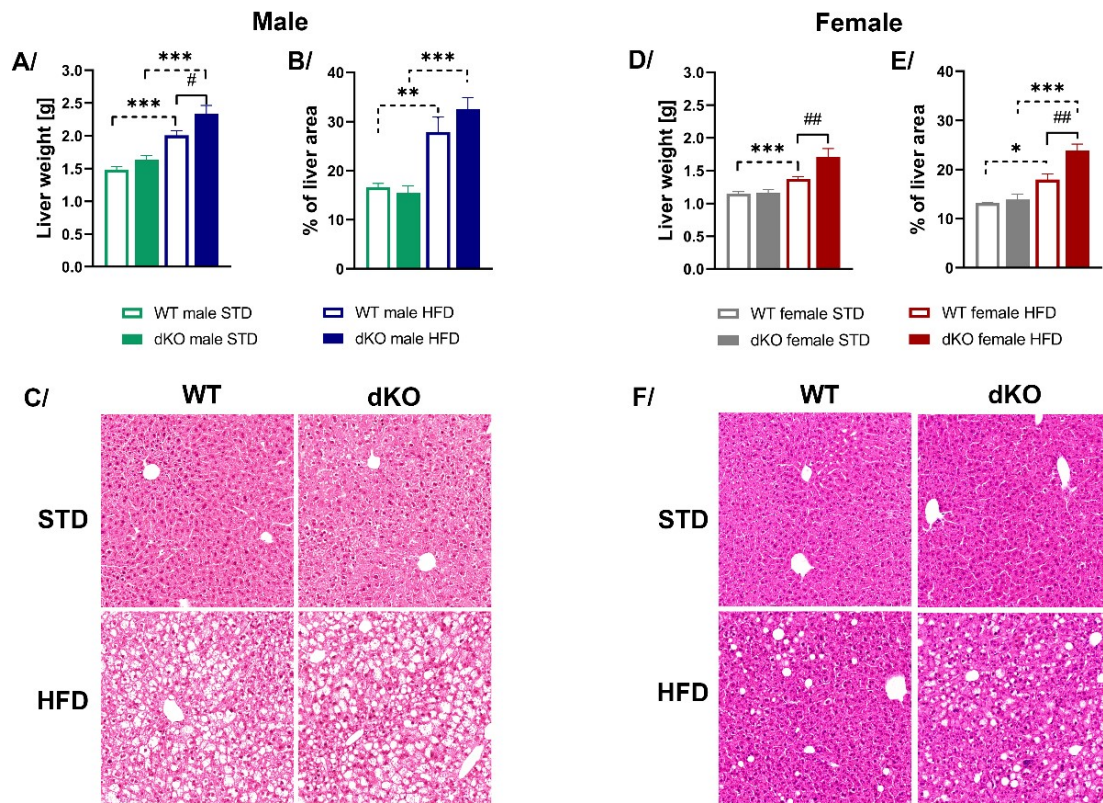 Male
Female
A/
Liver weight [g]
3.0
2.5
2.0
1.5
1.0
0.5
0.0
***
***
#
B/
% of liver area
40
30
20
10
0
**
***
D/
Liver weight [g]
3.0
2.5
2.0
1.5
1.0
0.5
0.0
***
##
E/
% of liver area
40
30
20
10
0
*
***
##
WT male STD
dKO male STD
WT male HFD
dKO male HFD
WT female STD
dKO female STD
WT female HFD
dKO female HFD
C/
WT
dKO
STD
HFD
F/
WT
dKO
STD
HFD